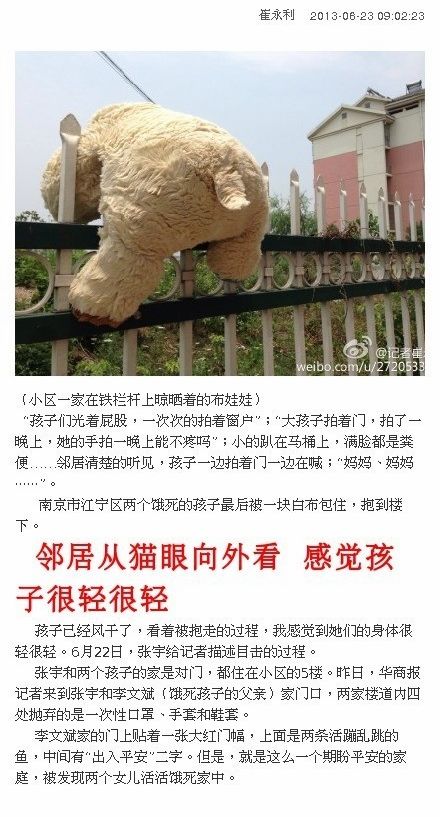 崔永利 2013-06-23 09:02:23
@记者崔
weibo.com/u/2720533
（小区一家在铁栏杆上晾晒着的布娃娃）
“孩子们光着屁股，一次次的拍着窗户”；“大孩子拍着门，拍了一
晚上，她的手拍一晚上能不疼吗”；小的趴在马桶上，满脸都是粪
便……邻居清楚的听见，孩子一边拍着门一边在喊；“妈妈、妈妈
……”。
南京市江宁区两个饿死的孩子最后被一块白布包住，抱到楼
下。
邻居从猫眼向外看 感觉孩
子很轻很轻
孩子已经风干了，看着被抱走的过程，我感觉到她们的身体很
轻很轻。6月22日，张宇给记者描述目击的过程。
张宇和两个孩子的家是对门，都住在小区的5楼。昨日，华商报
记者来到张宇和李文斌（饿死孩子的父亲）家门口，两家楼道内四
处抛弃的是一次性口罩、手套和鞋套。
李文斌家的门上贴着一张大红门幅，上面是两条活蹦乱跳的
鱼，中间有“出入平安”二字。但是，就是这么一个期盼平安的家
庭，被发现两个女儿活活饿死家中。